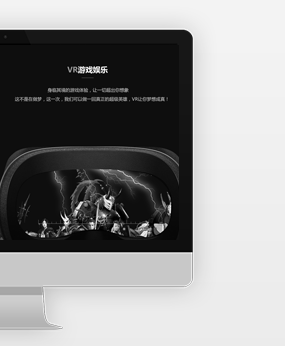 VR游戏娱乐
身临其境的游戏体验，让一切超出你想象
这不是在做梦，这一次，我们可以做一回真正的超级英雄，VR让你梦想成真！